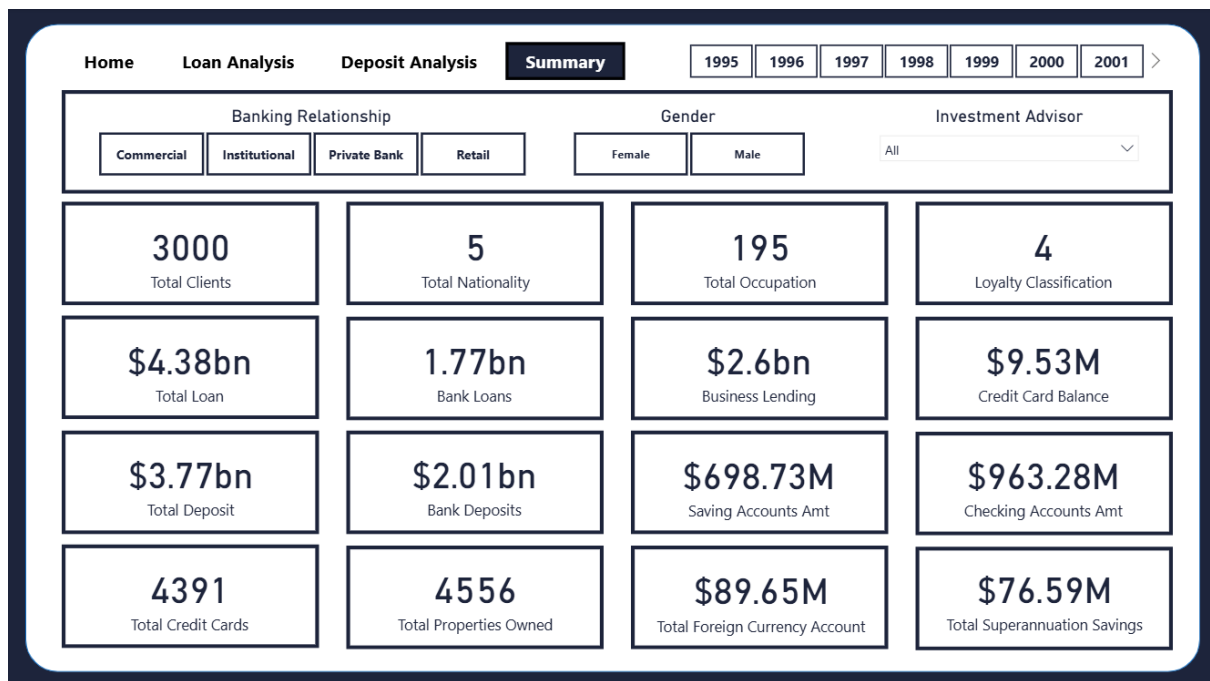 Home Loan Analysis Deposit Analysis Summary 1995 1996 1997 1998 1999 2000 2001
Banking Relationship Gender Investment Advisor
Commercial Institutional Private Bank Retail Female Male All
3000 5 195 4
Total Clients Total Nationality Total Occupation Loyalty Classification
$4.38bn 1.77bn $2.6bn $9.53M
Total Loan Bank Loans Business Lending Credit Card Balance
$3.77bn $2.01bn $698.73M $963.28M
Total Deposit Bank Deposits Saving Accounts Amt Checking Accounts Amt
4391 4556 $89.65M $76.59M
Total Credit Cards Total Properties Owned Total Foreign Currency Account Total Superannuation Savings